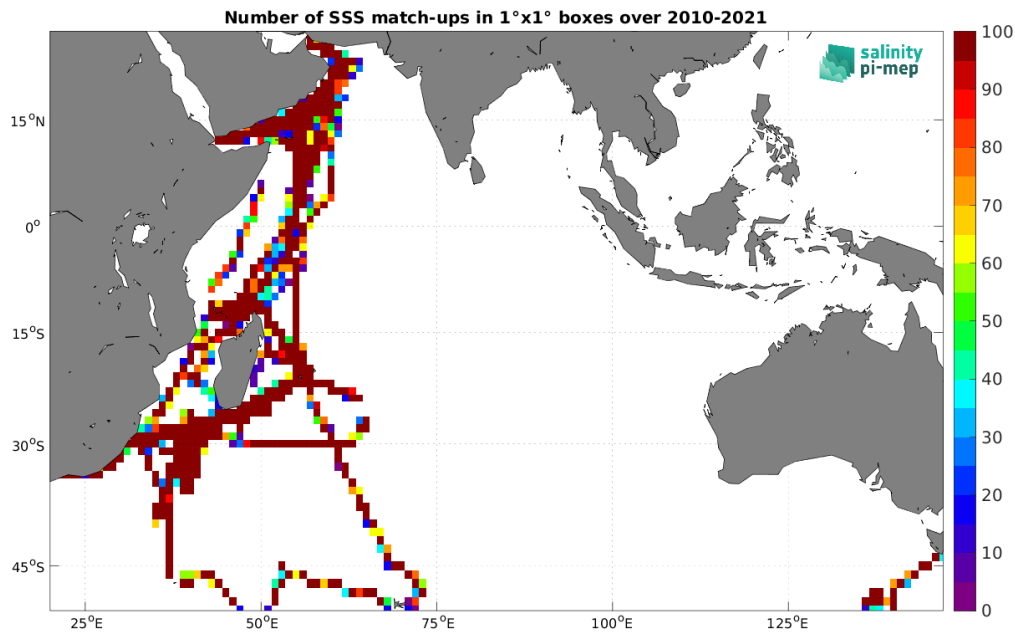 Number of SSS match-ups in 1°x1° boxes over 2010-2021
salinity
pi-mep
15°N
0°
15°S
30°S
45°S
25°E
50°E
75°E
100°E
125°E
100
90
80
70
60
50
40
30
20
10
0